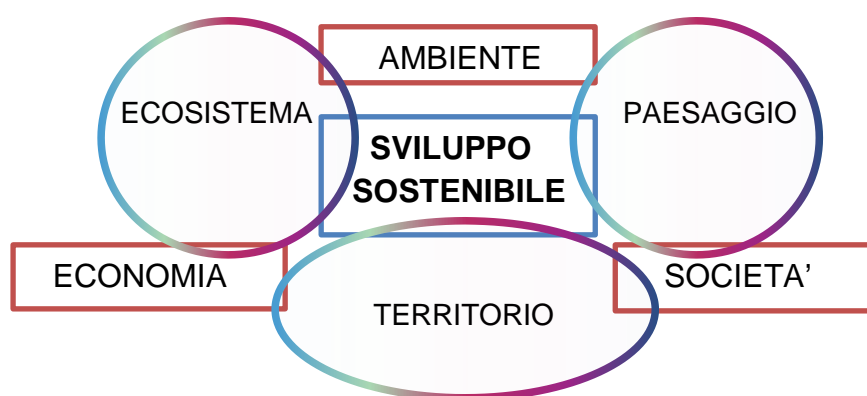 AMBIENTE
ECOSISTEMA
PAESAGGIO
SVILUPPO
SOSTENIBILE
ECONOMIA
SOCIETA’
TERRITORIO